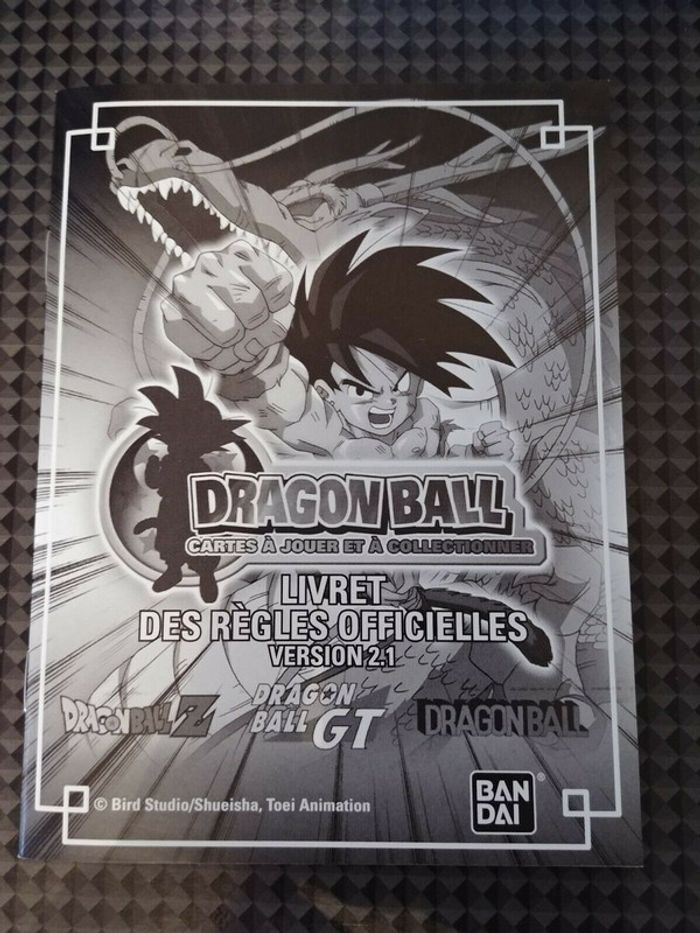 DRAGON BALL
CARTES À JOUER ET À COLLECTIONNER
LIVRET
DES RÈGLES OFFICIELLES
VERSION 2.1
DRAGON BALL Z
DRAGON
BALL GT
DRAGON BALL
© Bird Studio/Shueisha, Toei Animation
BAN
DAI
®